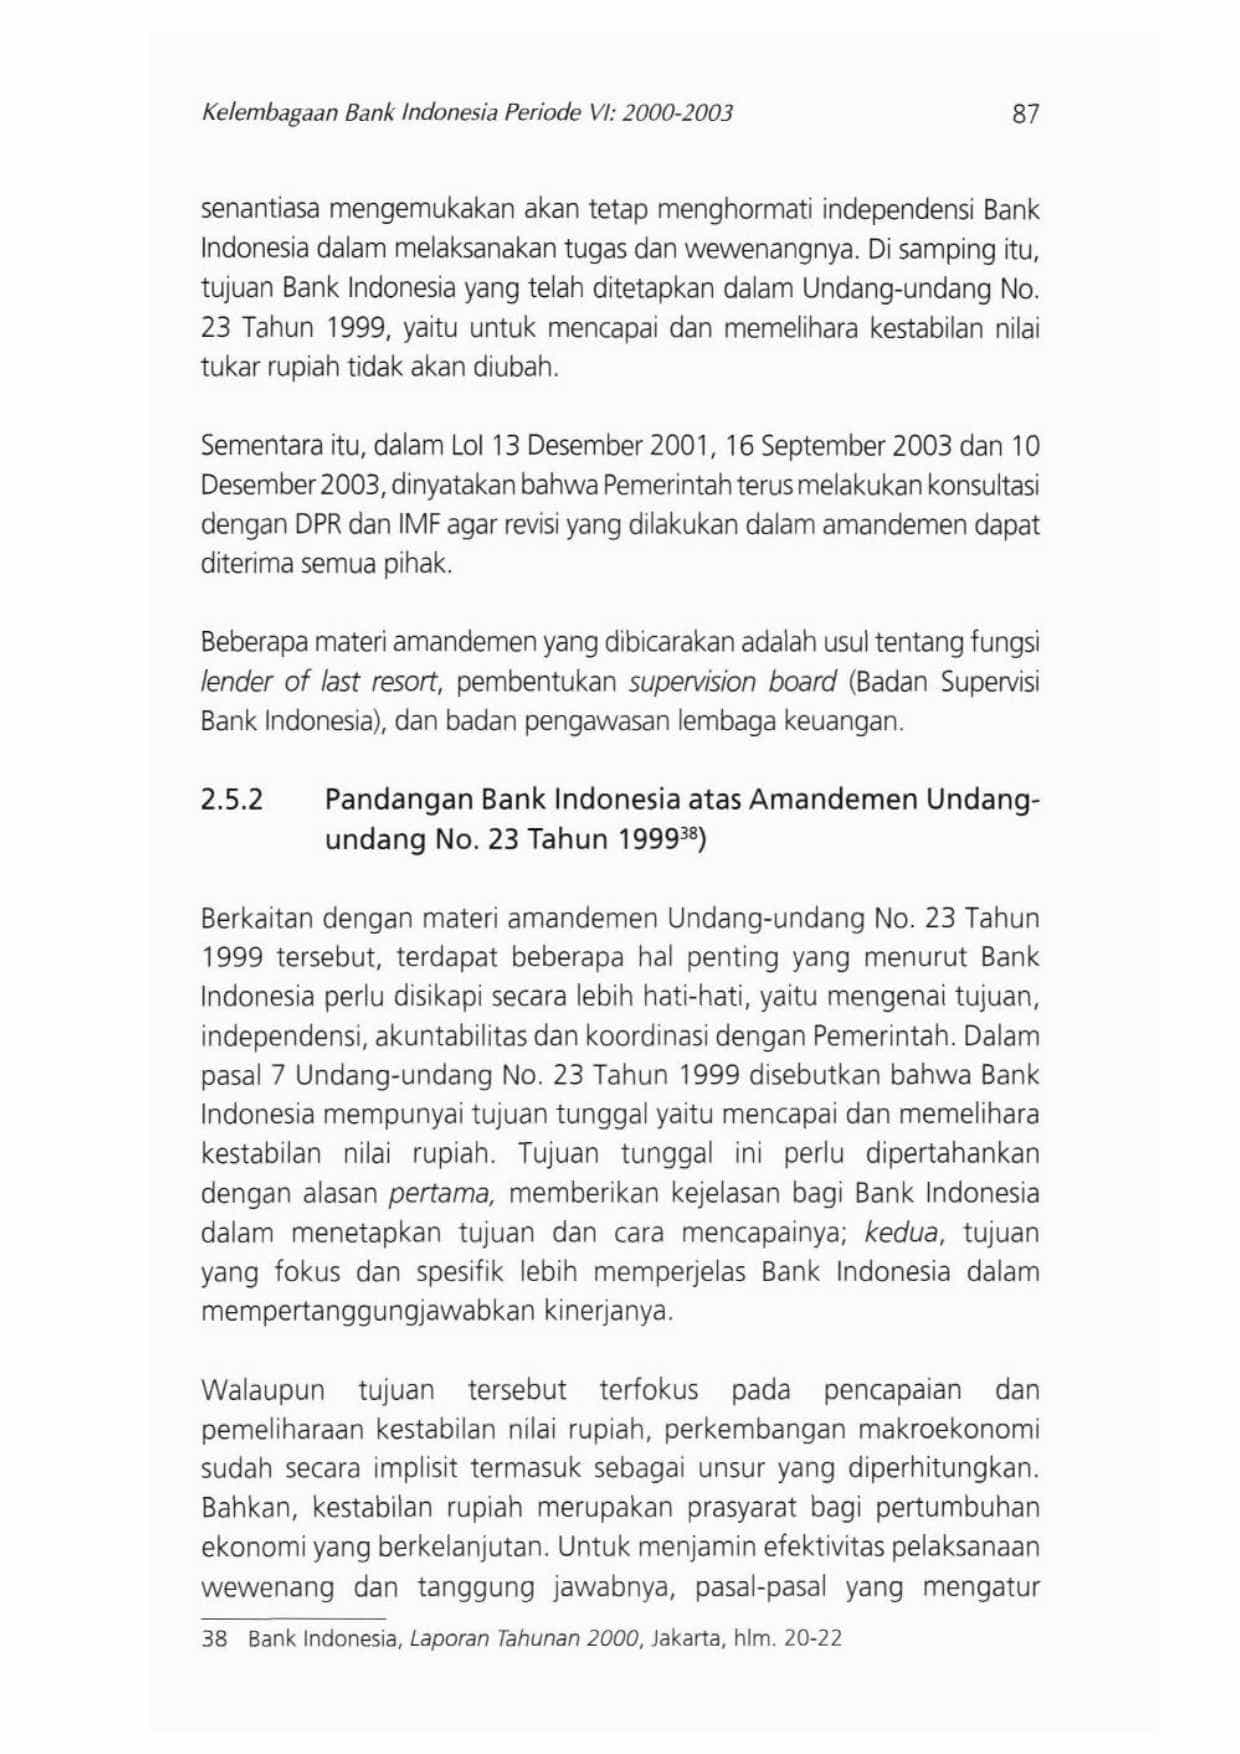 Kelembagaan Bank Indonesia Periode VI: 2000-2003 87
senantiasa mengemukakan akan tetap menghormati independensi Bank
Indonesia dalam melaksanakan tugas dan wewenangnya. Di samping itu,
tujuan Bank Indonesia yang telah ditetapkan dalam Undang-undang No.
23 Tahun 1999, yaitu untuk mencapai dan memelihara kestabilan nilai
tukar rupiah tidak akan diubah.
Sementara itu, dalam LoI 13 Desember 2001, 16 September 2003 dan 10
Desember 2003, dinyatakan bahwa Pemerintah terus melakukan konsultasi
dengan DPR dan IMF agar revisi yang dilakukan dalam amandemen dapat
diterima semua pihak.
Beberapa materi amandemen yang dibicarakan adalah usul tentang fungsi
lender of last resort, pembentukan supervision board (Badan Supervisi
Bank Indonesia), dan badan pengawasan lembaga keuangan.
2.5.2 Pandangan Bank Indonesia atas Amandemen Undang-
undang No. 23 Tahun 1999³⁸)
Berkaitan dengan materi amandemen Undang-undang No. 23 Tahun
1999 tersebut, terdapat beberapa hal penting yang menurut Bank
Indonesia perlu disikapi secara lebih hati-hati, yaitu mengenai tujuan,
independensi, akuntabilitas dan koordinasi dengan Pemerintah. Dalam
pasal 7 Undang-undang No. 23 Tahun 1999 disebutkan bahwa Bank
Indonesia mempunyai tujuan tunggal yaitu mencapai dan memelihara
kestabilan nilai rupiah. Tujuan tunggal ini perlu dipertahankan
dengan alasan pertama, memberikan kejelasan bagi Bank Indonesia
dalam menetapkan tujuan dan cara mencapainya; kedua, tujuan
yang fokus dan spesifik lebih memperjelas Bank Indonesia dalam
mempertanggungjawabkan kinerjanya.
Walaupun tujuan tersebut terfokus pada pencapaian dan
pemeliharaan kestabilan nilai rupiah, perkembangan makroekonomi
sudah secara implisit termasuk sebagai unsur yang diperhitungkan.
Bahkan, kestabilan rupiah merupakan prasyarat bagi pertumbuhan
ekonomi yang berkelanjutan. Untuk menjamin efektivitas pelaksanaan
wewenang dan tanggung jawabnya, pasal-pasal yang mengatur
38 Bank Indonesia, Laporan Tahunan 2000, Jakarta, hlm. 20-22